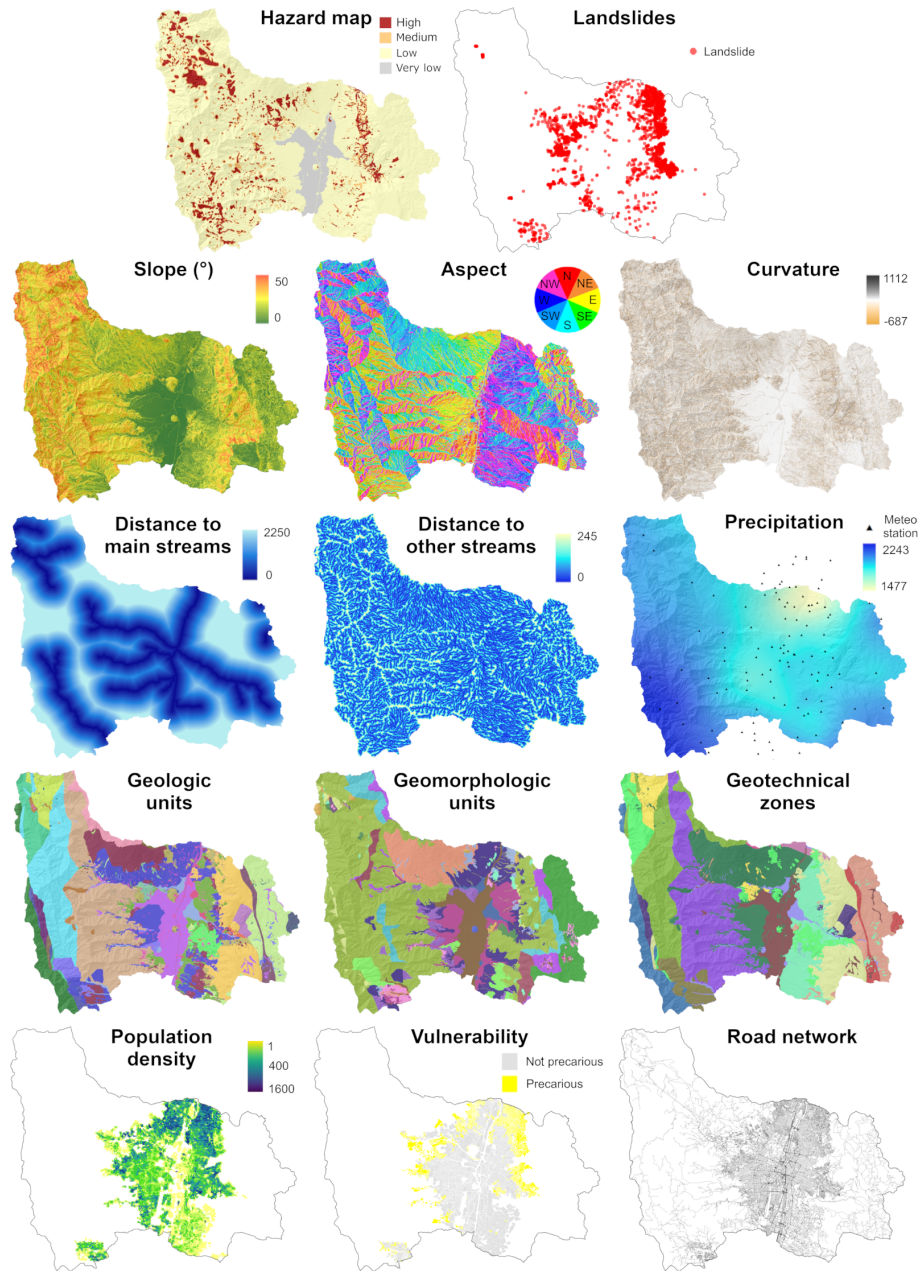 Hazard map
High
Medium
Low
Very low
Landslides
Landslide
Slope (°)
50
0
Aspect
N
NE
E
SE
S
SW
W
NW
Curvature
1112
-687
Distance to
main streams
2250
0
Distance to
other streams
245
0
Precipitation
Meteo
station
2243
1477
Geologic
units
Geomorphologic
units
Geotechnical
zones
Population
density
1
400
1600
Vulnerability
Not precarious
Precarious
Road network